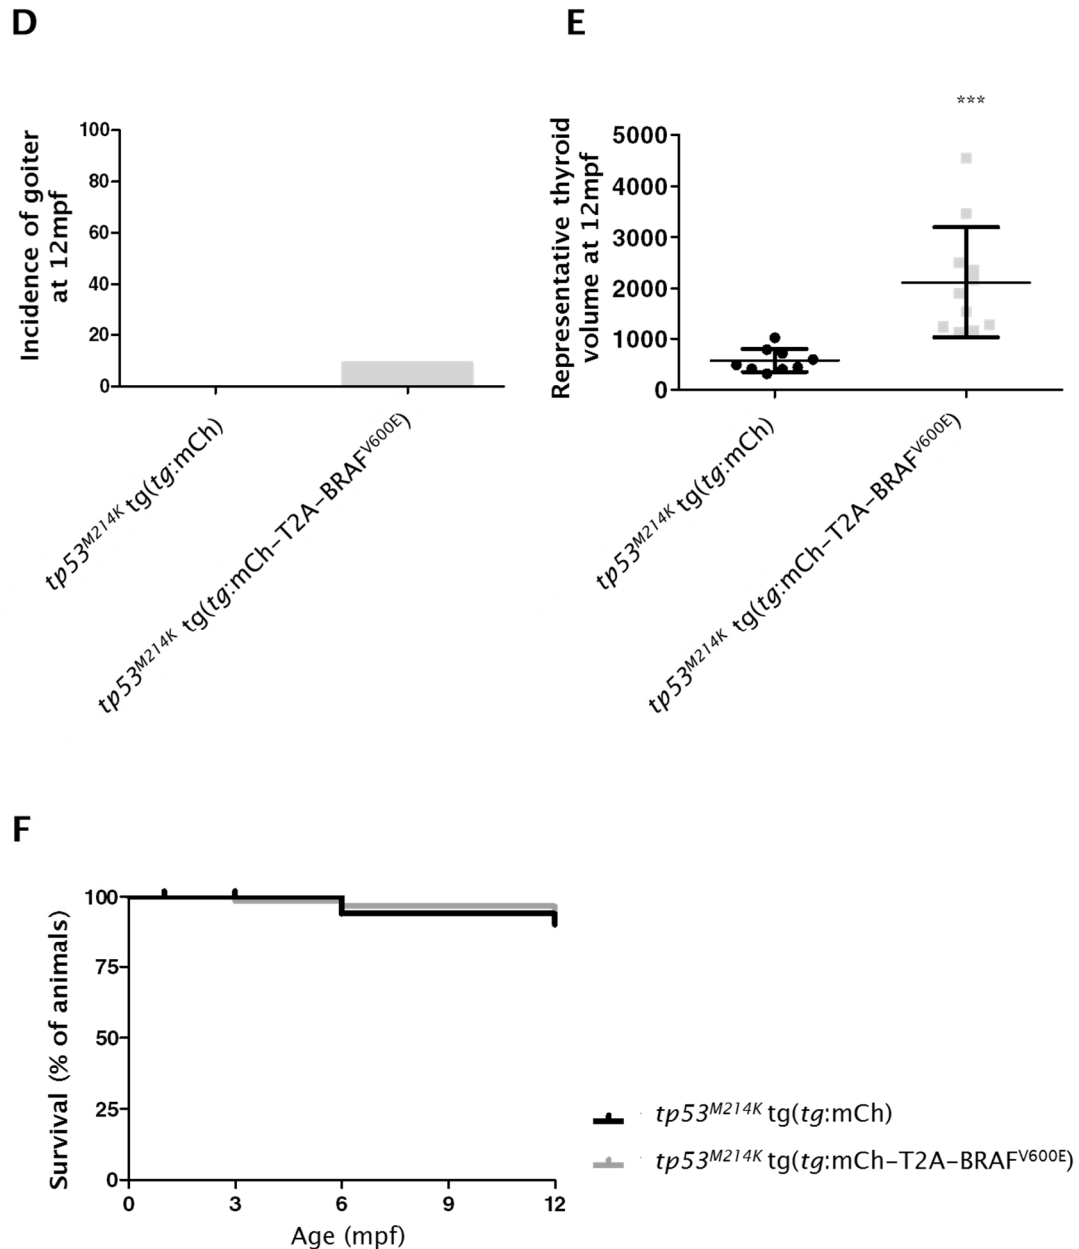 D
E
Incidence of goiter
at 12mpf
100
80
60
40
20
0
tp53M214K tg(tg:mCh)
tp53M214K tg(tg:mCh-T2A-BRAFV600E)
***
Representative thyroid
volume at 12mpf
5000
4000
3000
2000
1000
0
tp53M214K tg(tg:mCh)
tp53M214K tg(tg:mCh-T2A-BRAFV600E)
F
Survival (% of animals)
100
75
50
25
0
0 3 6 9 12
Age (mpf)
tp53M214K tg(tg:mCh)
tp53M214K tg(tg:mCh-T2A-BRAFV600E)